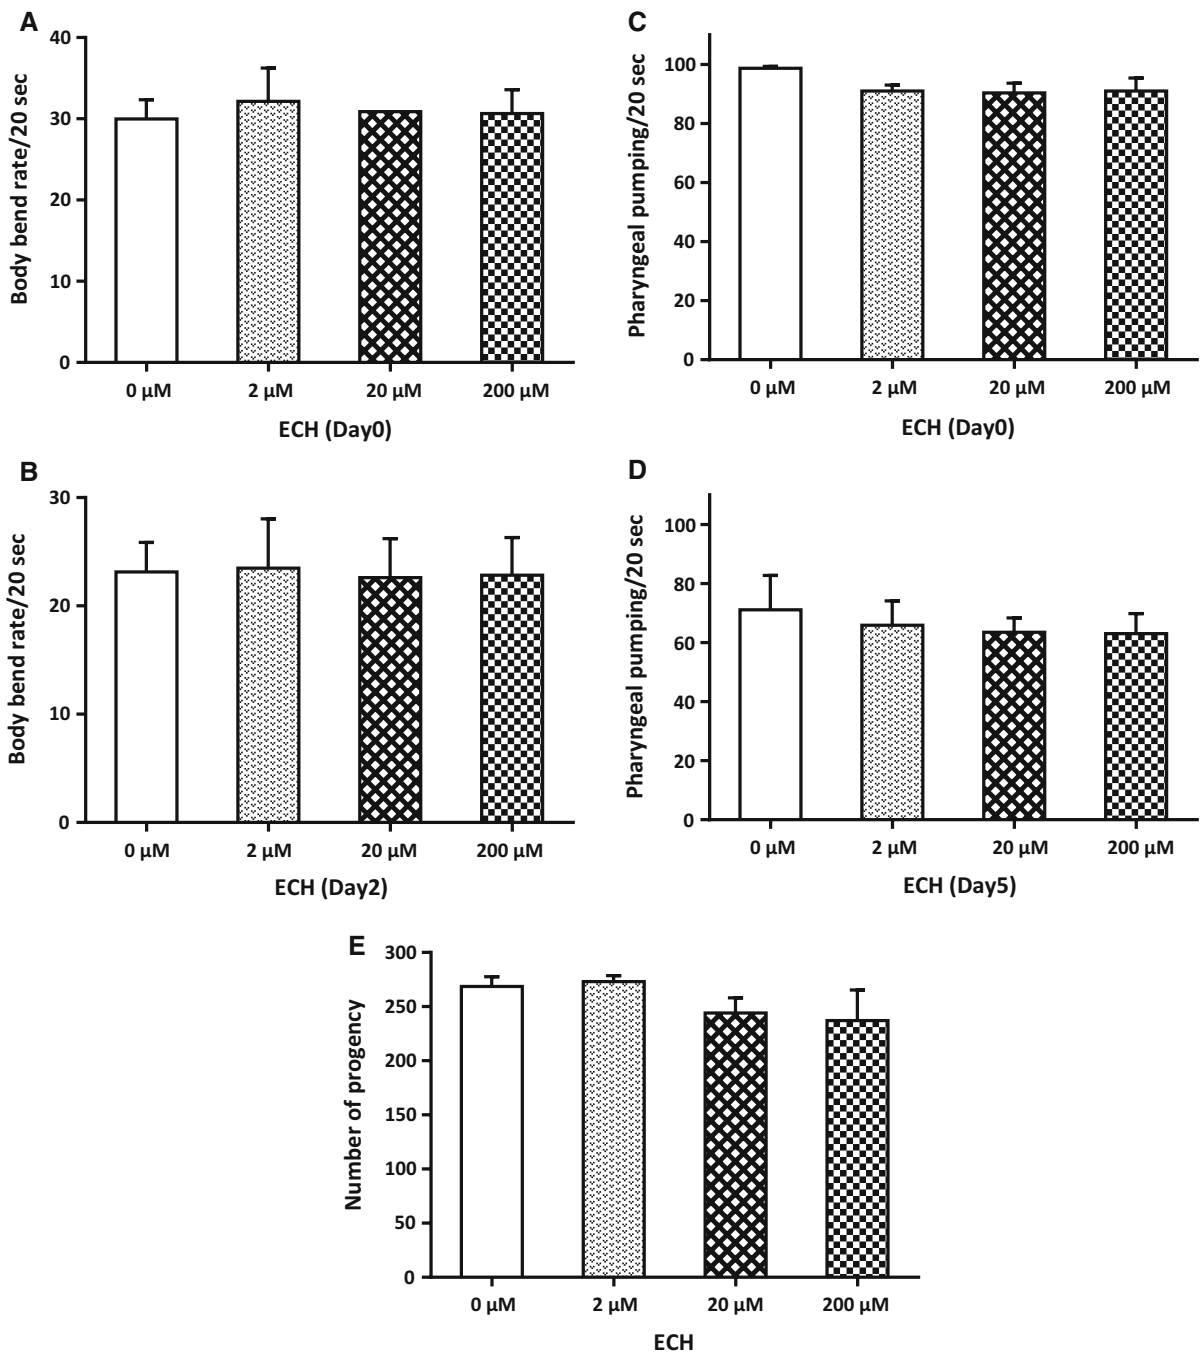 A
Body bend rate/20 sec
40
30
20
10
0
0 μM 2 μM 20 μM 200 μM
ECH (Day0)
C
Pharyngeal pumping/20 sec
100
80
60
40
20
0
0 μM 2 μM 20 μM 200 μM
ECH (Day0)
B
Body bend rate/20 sec
30
20
10
0
0 μM 2 μM 20 μM 200 μM
ECH (Day2)
D
Pharyngeal pumping/20 sec
100
80
60
40
20
0
0 μM 2 μM 20 μM 200 μM
ECH (Day5)
E
Number of progency
300
250
200
150
100
50
0
0 μM 2 μM 20 μM 200 μM
ECH